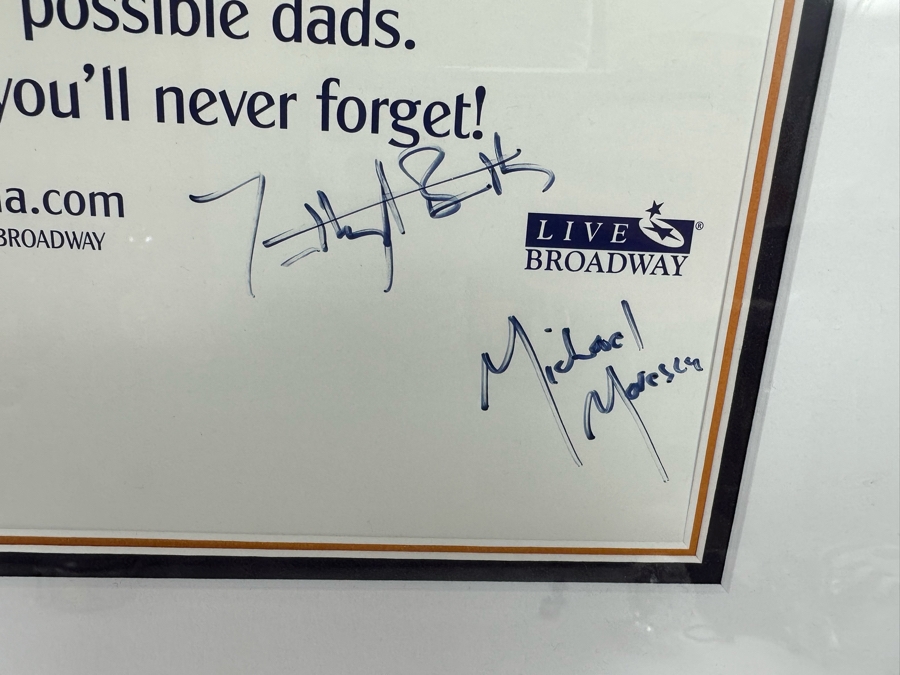 possible dads.
you'll never forget!
a.com
BROADWAY
LIVE ®
BROADWAY
Michael